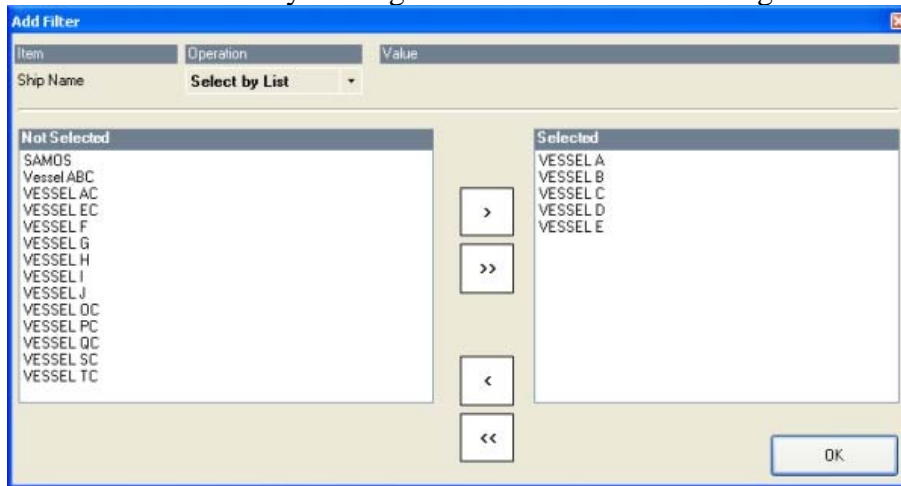 Add Filter
Item Operation Value
Ship Name Select by List
Not Selected
SAMOS
Vessel ABC
VESSEL AC
VESSEL EC
VESSEL F
VESSEL G
VESSEL H
VESSEL I
VESSEL J
VESSEL OC
VESSEL PC
VESSEL QC
VESSEL SC
VESSEL TC
>
>>
<
<<
Selected
VESSEL A
VESSEL B
VESSEL C
VESSEL D
VESSEL E
OK